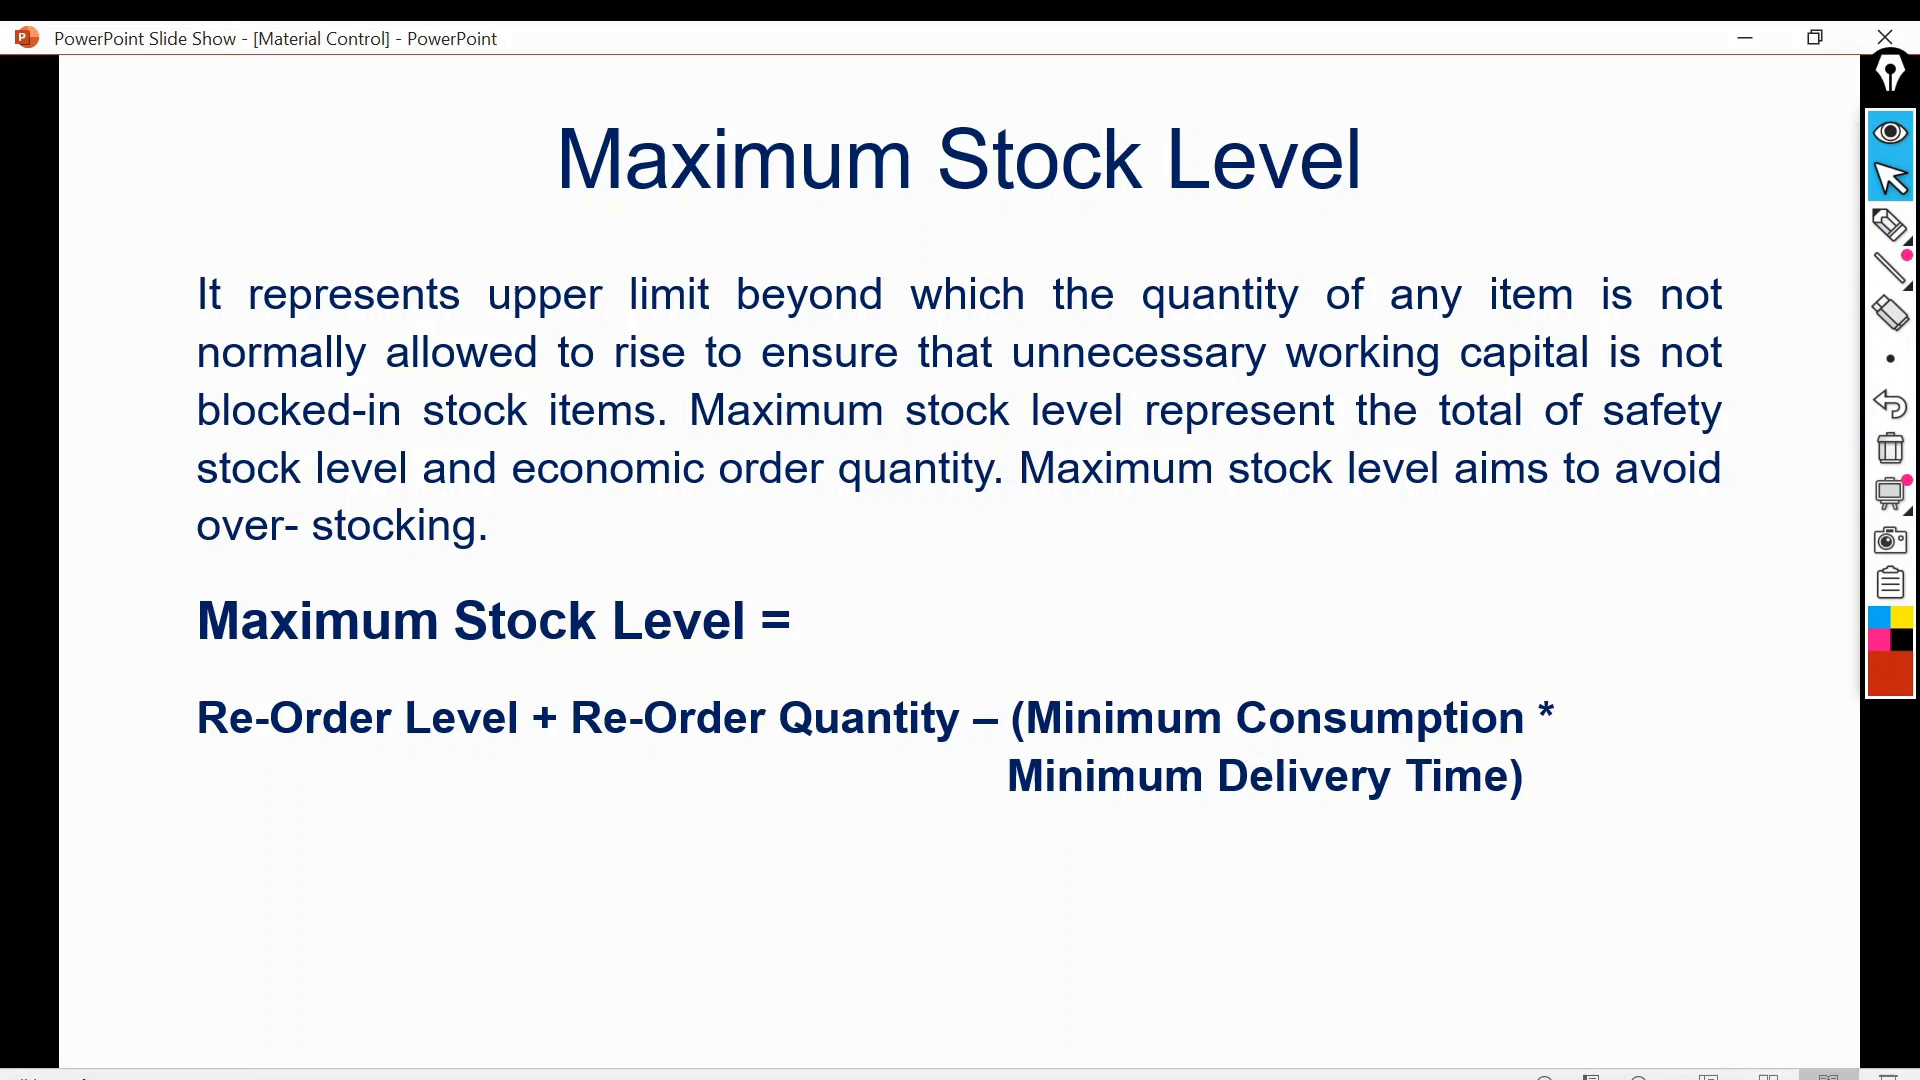 PowerPoint Slide Show - [Material Control] - PowerPoint
Maximum Stock Level
It represents upper limit beyond which the quantity of any item is not
normally allowed to rise to ensure that unnecessary working capital is not
blocked-in stock items. Maximum stock level represent the total of safety
stock level and economic order quantity. Maximum stock level aims to avoid
over- stocking.
Maximum Stock Level =
Re-Order Level + Re-Order Quantity – (Minimum Consumption *
Minimum Delivery Time)